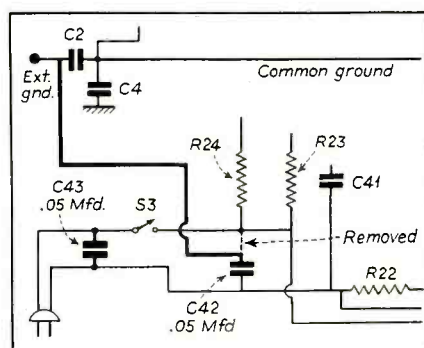 C2
Ext.
gnd.
C4
Common ground
R24
R23
C41
C43
.05 Mfd.
S3
Removed
R22
C42
.05 Mfd